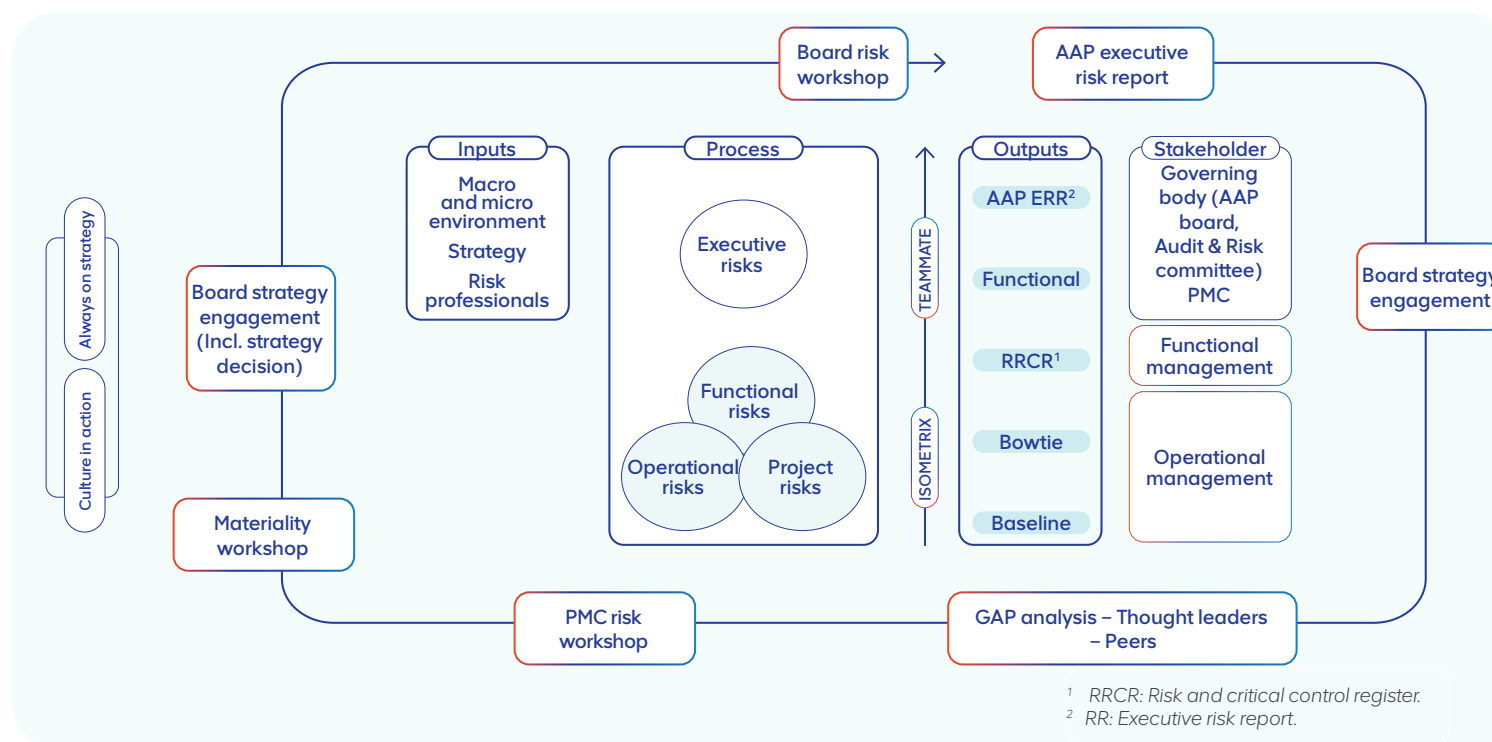 Board risk
workshop
AAP executive
risk report
Always on strategy
Culture in action
Board strategy
engagement
(Incl. strategy
decision)
Materiality
workshop
Inputs
Macro
and micro
environment
Strategy
Risk
professionals
Process
Executive
risks
Functional
risks
Operational
risks
Project
risks
TEAMMATE
ISOMETRIX
Outputs
AAP ERR²
Functional
RRCR¹
Bowtie
Baseline
Stakeholder
Governing
body (AAP
board,
Audit & Risk
committee)
PMC
Functional
management
Operational
management
Board strategy
engagement
PMC risk
workshop
GAP analysis – Thought leaders
– Peers
¹ RRCR: Risk and critical control register.
² RR: Executive risk report.